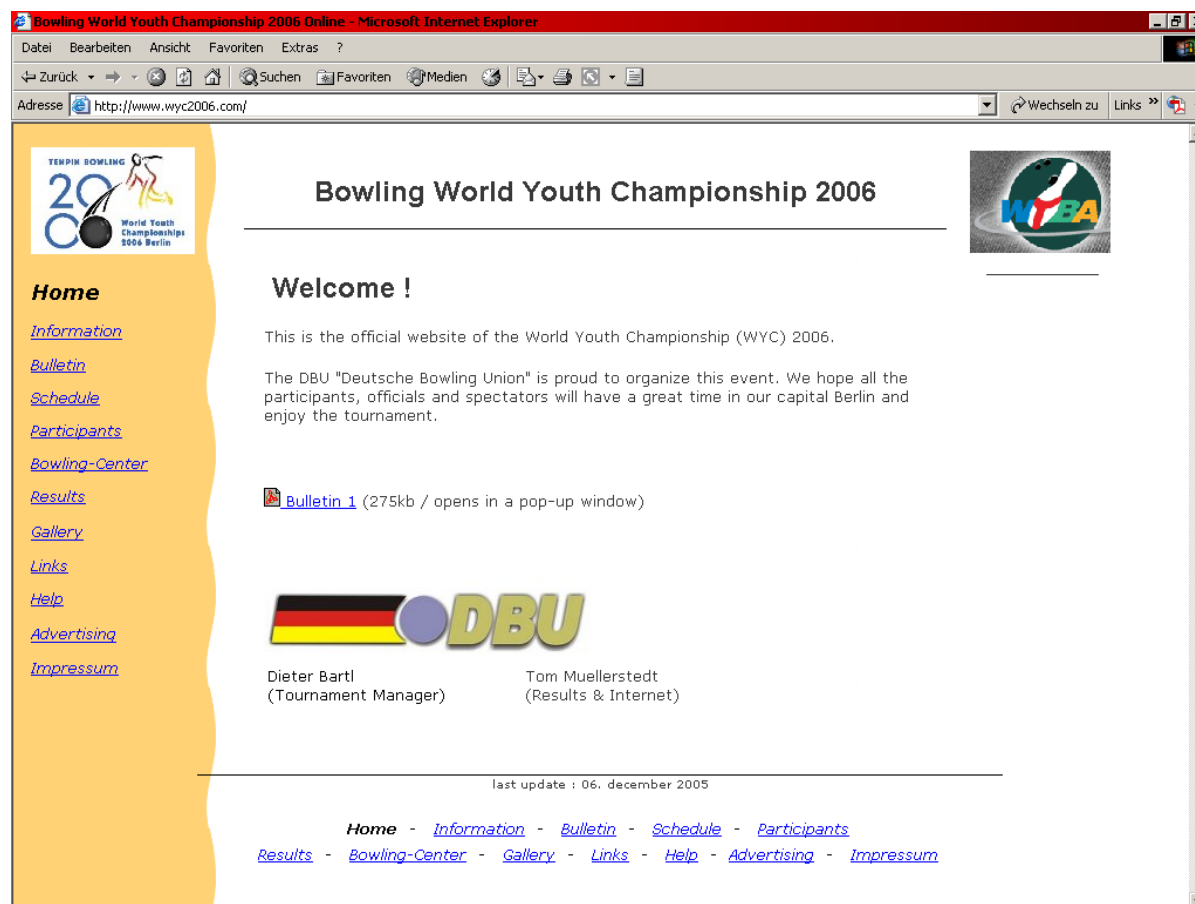 Bowling World Youth Championship 2006 Online - Microsoft Internet Explorer
Datei Bearbeiten Ansicht Favoriten Extras ?
Zurück Suchen Favoriten Medien
Adresse http://www.wyc2006.com/ Wechseln zu Links »
TENPIN BOWLING
2006
World Youth
Championships
2006 Berlin
Bowling World Youth Championship 2006
WTBA
Home
Information
Bulletin
Schedule
Participants
Bowling-Center
Results
Gallery
Links
Help
Advertising
Impressum
Welcome !
This is the official website of the World Youth Championship (WYC) 2006.
The DBU "Deutsche Bowling Union" is proud to organize this event. We hope all the
participants, officials and spectators will have a great time in our capital Berlin and
enjoy the tournament.
Bulletin 1 (275kb / opens in a pop-up window)
DBU
Dieter Bartl Tom Muellerstedt
(Tournament Manager) (Results & Internet)
last update : 06. december 2005
Home - Information - Bulletin - Schedule - Participants
Results - Bowling-Center - Gallery - Links - Help - Advertising - Impressum